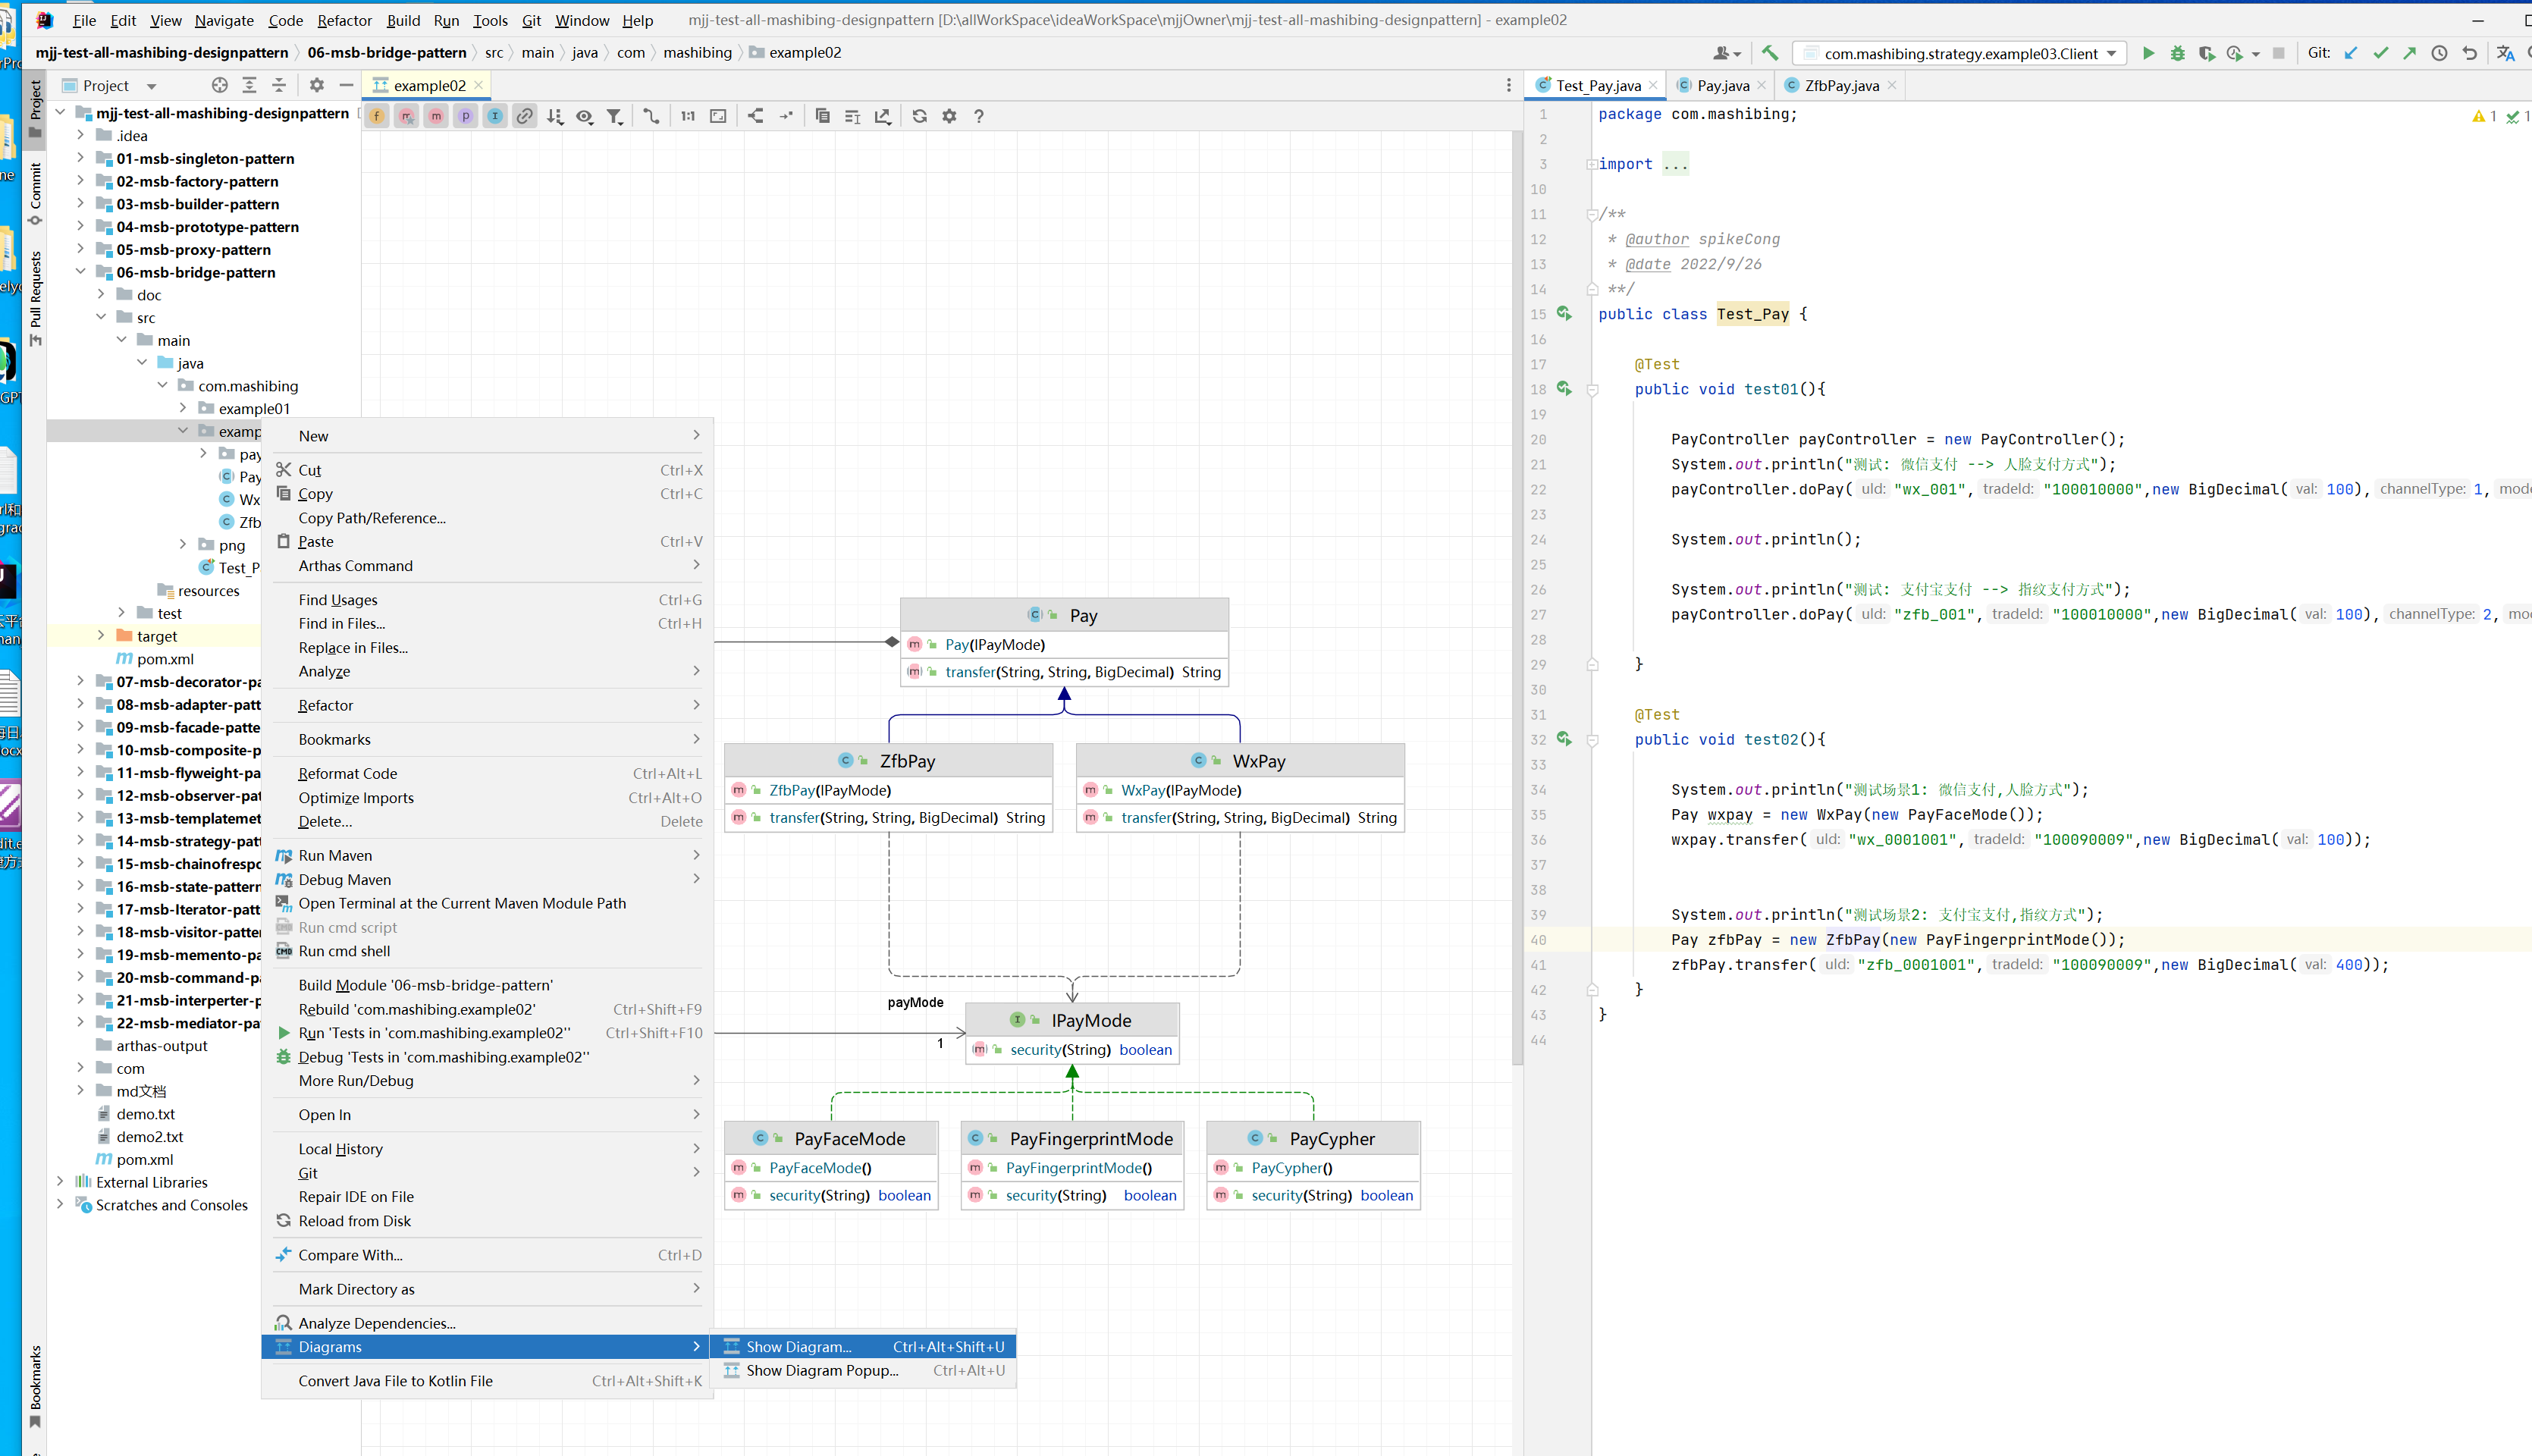 File Edit View Navigate Code Refactor Build Run Tools Git Window Help mjj-test-all-mashibing-designpattern [D:\allWorkSpace\ideaWorkSpace\mjjOwner\mjj-test-all-mashibing-designpattern] - example02
mjj-test-all-mashibing-designpattern 06-msb-bridge-pattern src main java com mashibing example02
com.mashibing.strategy.example03.Client Git:
Project
Commit
Pull Requests
Bookmarks
Project
mjj-test-all-mashibing-designpattern
.idea
01-msb-singleton-pattern
02-msb-factory-pattern
03-msb-builder-pattern
04-msb-prototype-pattern
05-msb-proxy-pattern
06-msb-bridge-pattern
doc
src
main
java
com.mashibing
example01
examp
pay
Pay
Wx
Zfb
png
Test_P
resources
test
target
pom.xml
07-msb-decorator-pa
08-msb-adapter-patt
09-msb-facade-patte
10-msb-composite-p
11-msb-flyweight-pa
12-msb-observer-pat
13-msb-templatemet
14-msb-strategy-patt
15-msb-chainofrespo
16-msb-state-pattern
17-msb-Iterator-patt
18-msb-visitor-patter
19-msb-memento-pa
20-msb-command-pa
21-msb-interperter-p
22-msb-mediator-pa
arthas-output
com
md文档
demo.txt
demo2.txt
pom.xml
External Libraries
Scratches and Consoles
New
Cut Ctrl+X
Copy Ctrl+C
Copy Path/Reference...
Paste Ctrl+V
Arthas Command
Find Usages Ctrl+G
Find in Files... Ctrl+H
Replace in Files...
Analyze
Refactor
Bookmarks
Reformat Code Ctrl+Alt+L
Optimize Imports Ctrl+Alt+O
Delete... Delete
Run Maven
Debug Maven
Open Terminal at the Current Maven Module Path
Run cmd script
Run cmd shell
Build Module '06-msb-bridge-pattern'
Rebuild 'com.mashibing.example02' Ctrl+Shift+F9
Run 'Tests in 'com.mashibing.example02'' Ctrl+Shift+F10
Debug 'Tests in 'com.mashibing.example02''
More Run/Debug
Open In
Local History
Git
Repair IDE on File
Reload from Disk
Compare With... Ctrl+D
Mark Directory as
Analyze Dependencies...
Diagrams
Convert Java File to Kotlin File Ctrl+Alt+Shift+K
Show Diagram... Ctrl+Alt+Shift+U
Show Diagram Popup... Ctrl+Alt+U
example02
1:1
Pay
Pay(IPayMode)
transfer(String, String, BigDecimal) String
ZfbPay
ZfbPay(IPayMode)
transfer(String, String, BigDecimal) String
WxPay
WxPay(IPayMode)
transfer(String, String, BigDecimal) String
payMode
1
IPayMode
security(String) boolean
PayFaceMode
PayFaceMode()
security(String) boolean
PayFingerprintMode
PayFingerprintMode()
security(String) boolean
PayCypher
PayCypher()
security(String) boolean
Test_Pay.java Pay.java ZfbPay.java
1 package com.mashibing; 1 1
2
3 import ...
10
11 /**
12 * @author spikeCong
13 * @date 2022/9/26
14 **/
15 public class Test_Pay {
16
17 @Test
18 public void test01(){
19
20 PayController payController = new PayController();
21 System.out.println("测试: 微信支付 --> 人脸支付方式");
22 payController.doPay( uId: "wx_001", tradeId: "100010000",new BigDecimal( val: 100), channelType: 1, mode
23
24 System.out.println();
25
26 System.out.println("测试: 支付宝支付 --> 指纹支付方式");
27 payController.doPay( uId: "zfb_001", tradeId: "100010000",new BigDecimal( val: 100), channelType: 2, mo
28
29 }
30
31 @Test
32 public void test02(){
33
34 System.out.println("测试场景1: 微信支付,人脸方式");
35 Pay wxpay = new WxPay(new PayFaceMode());
36 wxpay.transfer( uId: "wx_0001001", tradeId: "100090009",new BigDecimal( val: 100));
37
38
39 System.out.println("测试场景2: 支付宝支付,指纹方式");
40 Pay zfbPay = new ZfbPay(new PayFingerprintMode());
41 zfbPay.transfer( uId: "zfb_0001001", tradeId: "100090009",new BigDecimal( val: 400));
42 }
43 }
44